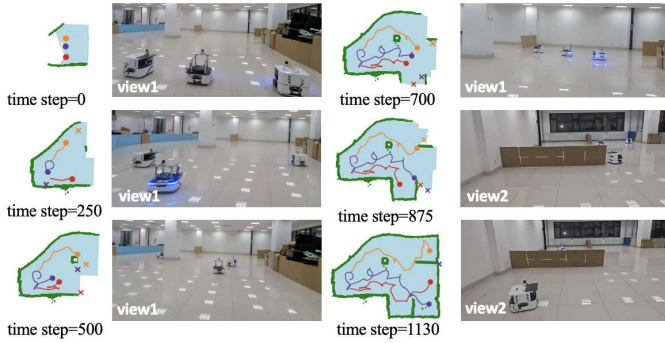 time step=0
view1
time step=700
view1
time step=250
view1
time step=875
view2
time step=500
view1
time step=1130
view2